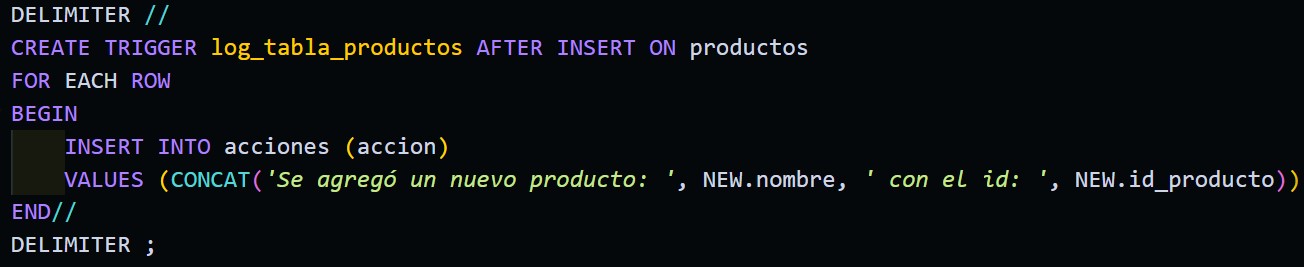 DELIMITER //
CREATE TRIGGER log_tabla_productos AFTER INSERT ON productos
FOR EACH ROW
BEGIN
    INSERT INTO acciones (accion)
    VALUES (CONCAT('Se agregó un nuevo producto: ', NEW.nombre, ' con el id: ', NEW.id_producto))
END//
DELIMITER ;